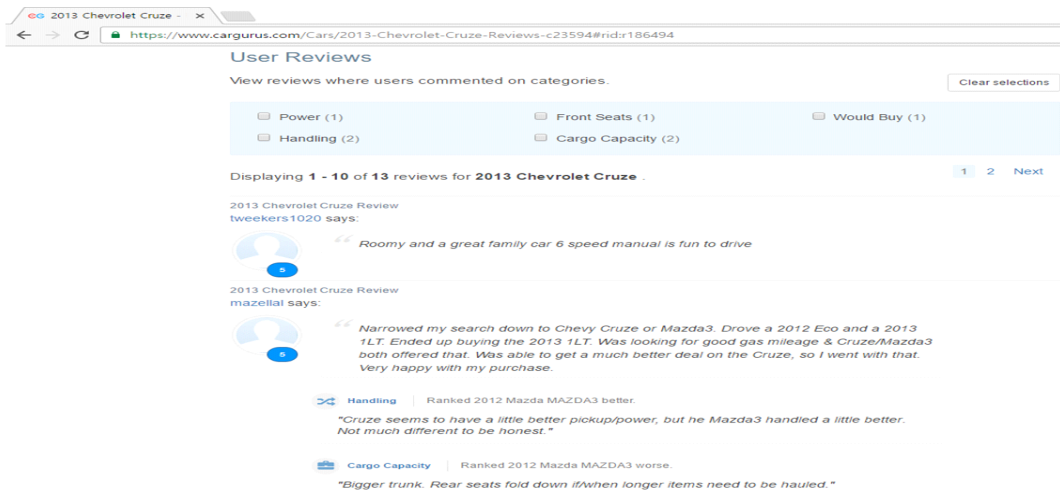 CG 2013 Chevrolet Cruze - ×
https://www.cargurus.com/Cars/2013-Chevrolet-Cruze-Reviews-c23594#rid:r186494
User Reviews
View reviews where users commented on categories.
Clear selections
Power (1) Front Seats (1) Would Buy (1)
Handling (2) Cargo Capacity (2)
Displaying 1 - 10 of 13 reviews for 2013 Chevrolet Cruze .
1 2 Next
2013 Chevrolet Cruze Review
tweekers1020 says:
“ Roomy and a great family car 6 speed manual is fun to drive
5
2013 Chevrolet Cruze Review
mazellal says:
“ Narrowed my search down to Chevy Cruze or Mazda3. Drove a 2012 Eco and a 2013
1LT. Ended up buying the 2013 1LT. Was looking for good gas mileage & Cruze/Mazda3
both offered that. Was able to get a much better deal on the Cruze, so I went with that.
Very happy with my purchase.
5
Handling Ranked 2012 Mazda MAZDA3 better.
"Cruze seems to have a little better pickup/power, but he Mazda3 handled a little better.
Not much different to be honest."
Cargo Capacity Ranked 2012 Mazda MAZDA3 worse.
"Bigger trunk. Rear seats fold down if/when longer items need to be hauled."